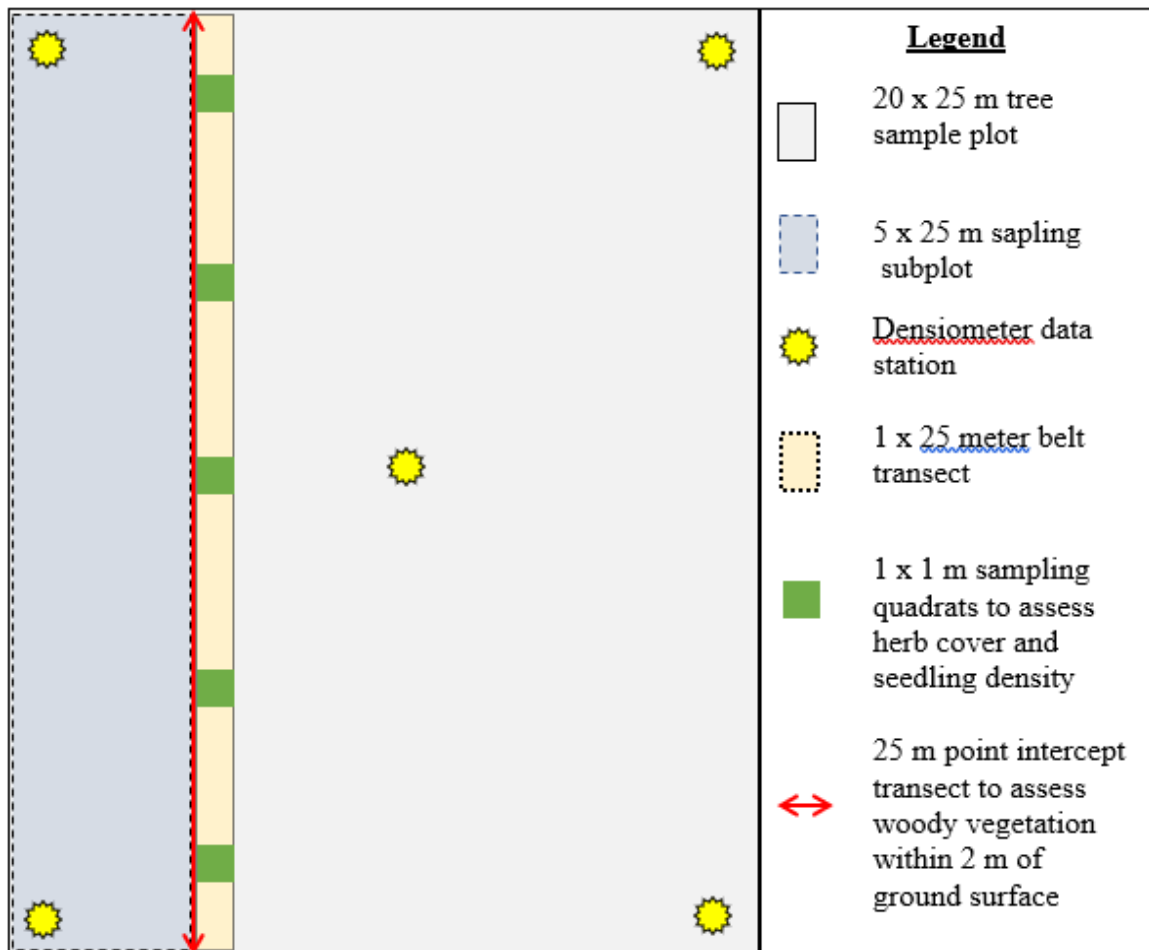 Legend
20 x 25 m tree
sample plot
5 x 25 m sapling
subplot
Densiometer data
station
1 x 25 meter belt
transect
1 x 1 m sampling
quadrats to assess
herb cover and
seedling density
25 m point intercept
transect to assess
woody vegetation
within 2 m of
ground surface